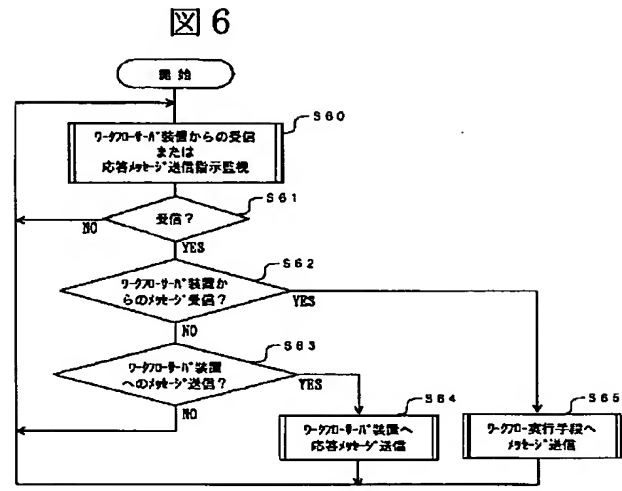 図 6
開 始
S60
ワークフローサーバ装置からの受信
または
応答メッセージ送信指示監視
S61
受信?
NO
YES
S62
ワークフローサーバ装置か
らのメッセージ受信?
YES
NO
S63
ワークフローサーバ装置
へのメッセージ送信?
YES
NO
S64
ワークフローサーバ装置へ
応答メッセージ送信
S65
ワークフロー実行手段へ
メッセージ送信